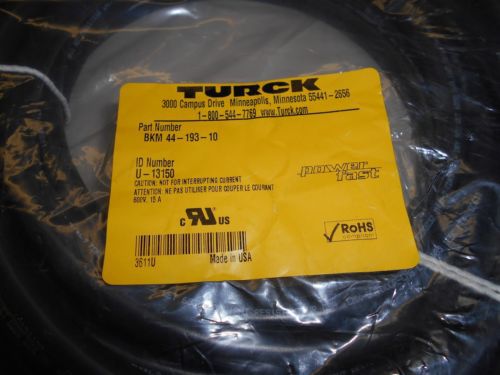 TURCK
3000 Campus Drive Minneapolis, Minnesota 55441-2656
1-800-544-7769 www.Turck.com
Part Number
BKM 44-193-10
ID Number
U-13150
CAUTION: NOT FOR INTERRUPTING CURRENT
ATTENTION: NE PAS UTILISER POUR COUPER LE COURANT
600V, 15 A
power fast
c RU US
RoHS
compliant
3611U
Made in USA